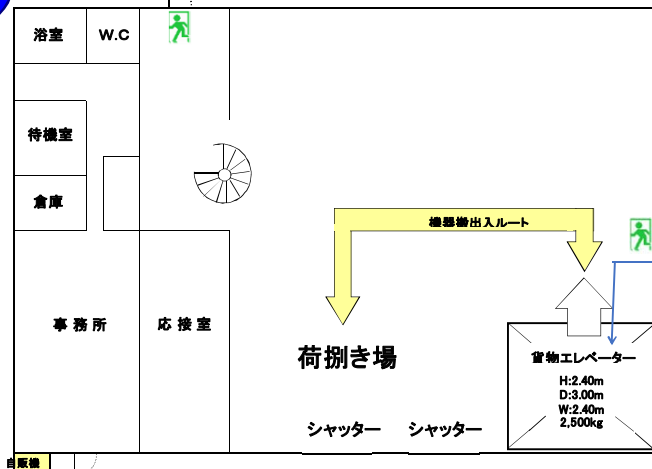 浴室
W.C
待機室
倉庫
機器搬出入ルート
事務所
応接室
荷捌き場
貨物エレベーター
H:2.40m
D:3.00m
W:2.40m
2,500kg
シャッター
シャッター
自販機